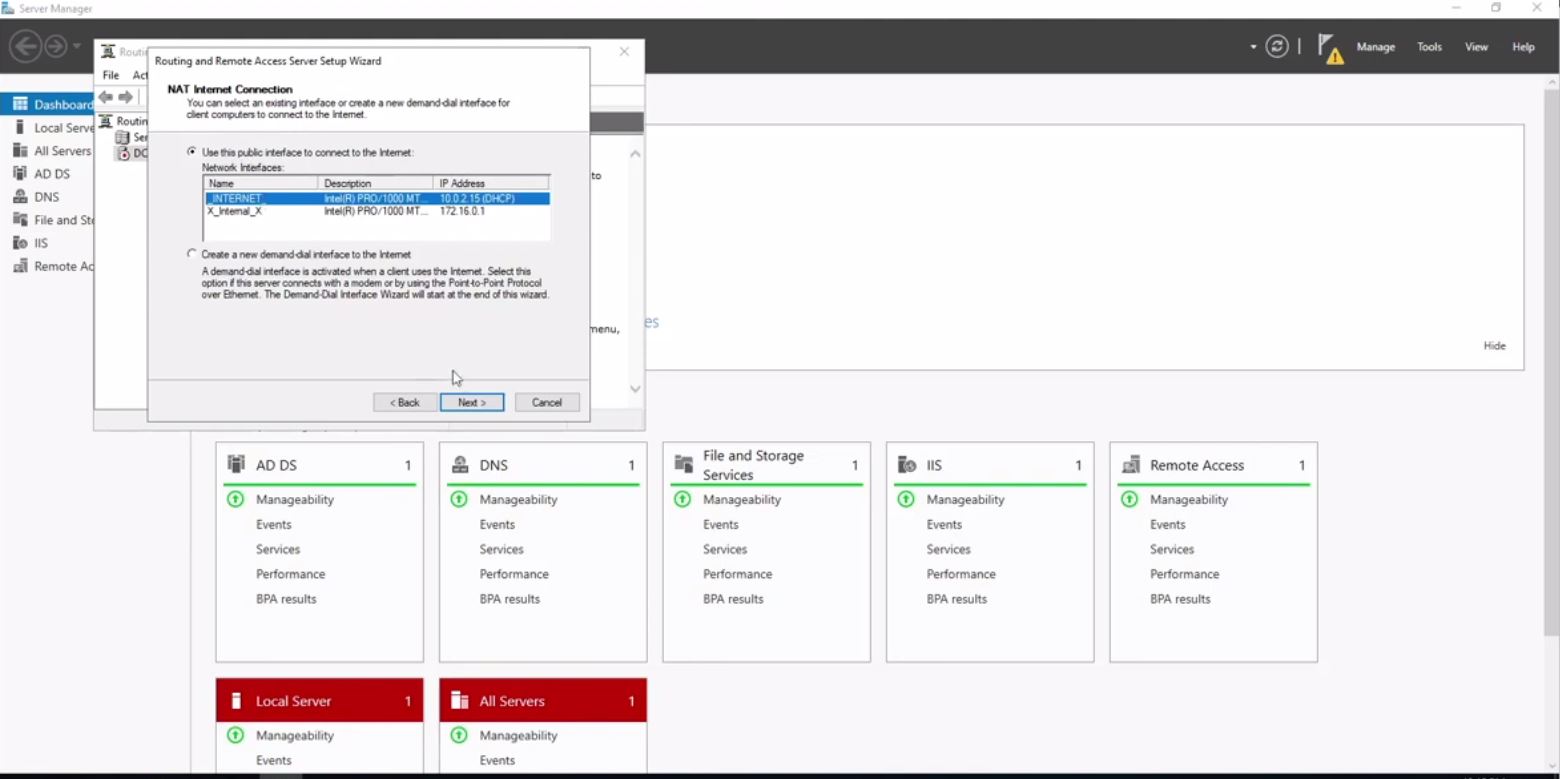 Server Manager
Manage Tools View Help
Dashboard
Local Serve
All Servers
AD DS
DNS
File and Sto
IIS
Remote Ac
Routin
File Act
Routin
Ser
DC
to
menu,
es
Hide
Routing and Remote Access Server Setup Wizard
NAT Internet Connection
You can select an existing interface or create a new demand-dial interface for
client computers to connect to the Internet.
Use this public interface to connect to the Internet:
Network Interfaces:
Name Description IP Address
_INTERNET_ Intel(R) PRO/1000 MT... 10.0.2.15 (DHCP)
X_Internal_X Intel(R) PRO/1000 MT... 172.16.0.1
Create a new demand-dial interface to the Internet
A demand-dial interface is activated when a client uses the Internet. Select this
option if this server connects with a modem or by using the Point-to-Point Protocol
over Ethernet. The Demand-Dial Interface Wizard will start at the end of this wizard.
< Back Next > Cancel
AD DS 1
Manageability
Events
Services
Performance
BPA results
DNS 1
Manageability
Events
Services
Performance
BPA results
File and Storage
Services 1
Manageability
Events
Services
Performance
BPA results
IIS 1
Manageability
Events
Services
Performance
BPA results
Remote Access 1
Manageability
Events
Services
Performance
BPA results
Local Server 1
Manageability
Events
All Servers 1
Manageability
Events